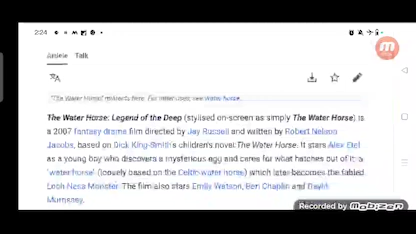 2:24
Article Talk
"The Water Horse" redirects here. For other uses, see Water horse.
The Water Horse: Legend of the Deep (stylised on-screen as simply The Water Horse) is
a 2007 fantasy drama film directed by Jay Russell and written by Robert Nelson
Jacobs, based on Dick King-Smith's children's novel The Water Horse. It stars Alex Etel
as a young boy who discovers a mysterious egg and cares for what hatches out of it: a
"water horse" (loosely based on the Celtic water horse) which later becomes the fabled
Loch Ness Monster. The film also stars Emily Watson, Ben Chaplin and David
Morrissey.
Recorded by mobizen